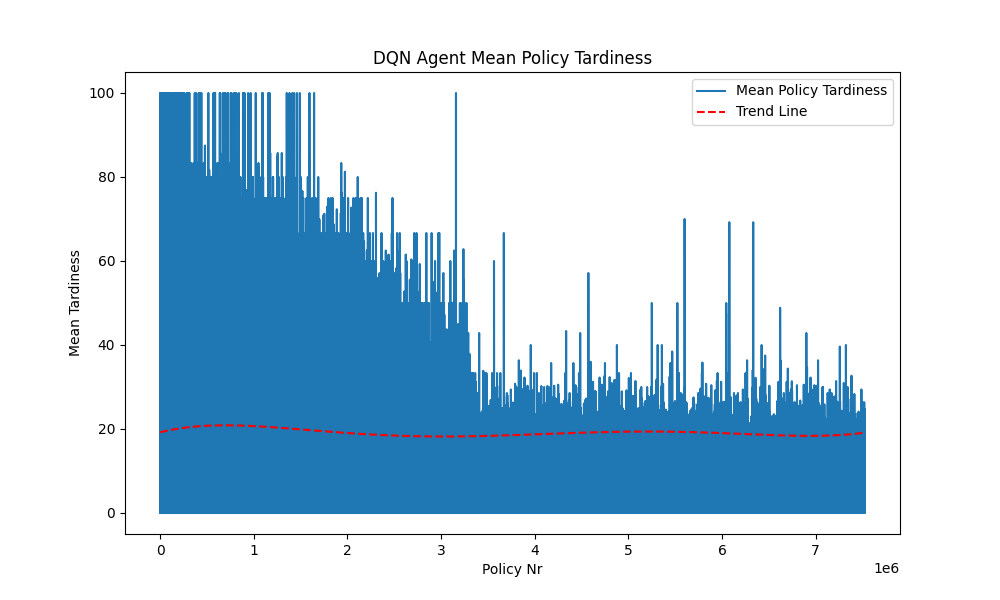 DQN Agent Mean Policy Tardiness
Mean Policy Tardiness
Trend Line
100
80
60
40
20
0
Mean Tardiness
0 1 2 3 4 5 6 7
1e6
Policy Nr